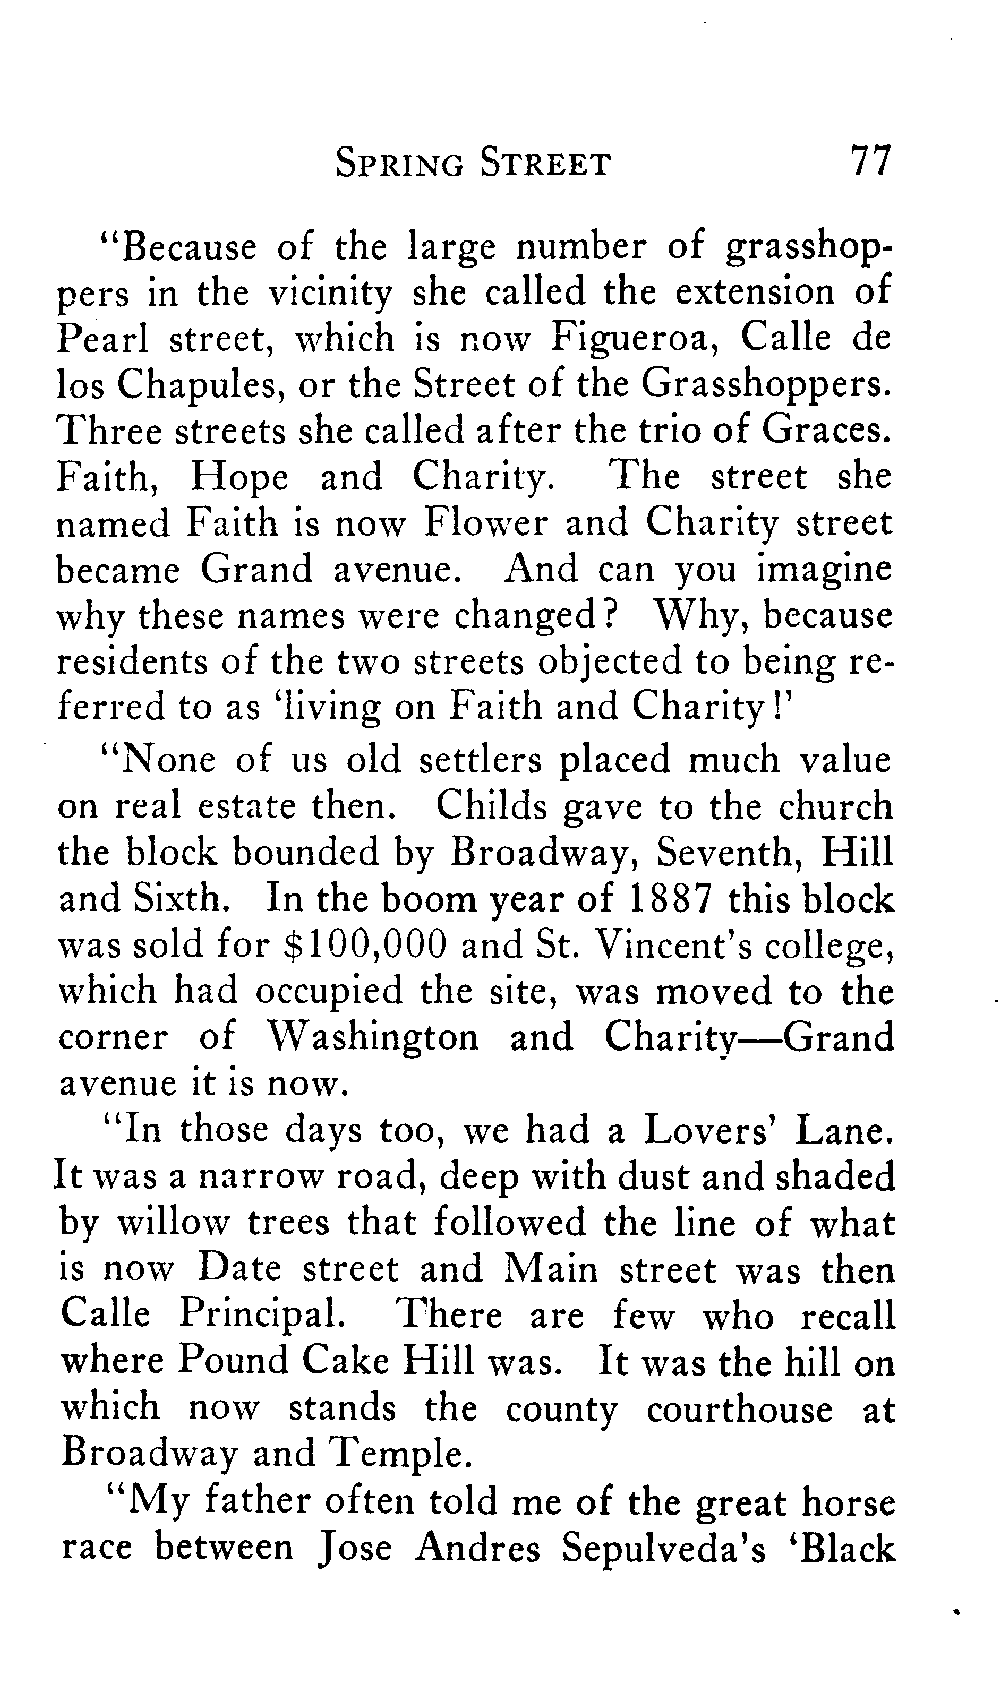 SPRING STREET 77
"Because of the large number of grasshop-
pers in the vicinity she called the extension of
Pearl street, which is now Figueroa, Calle de
los Chapules, or the Street of the Grasshoppers.
Three streets she called after the trio of Graces.
Faith, Hope and Charity. The street she
named Faith is now Flower and Charity street
became Grand avenue. And can you imagine
why these names were changed? Why, because
residents of the two streets objected to being re-
ferred to as 'living on Faith and Charity!'
"None of us old settlers placed much value
on real estate then. Childs gave to the church
the block bounded by Broadway, Seventh, Hill
and Sixth. In the boom year of 1887 this block
was sold for $100,000 and St. Vincent's college,
which had occupied the site, was moved to the
corner of Washington and Charity—Grand
avenue it is now.
"In those days too, we had a Lovers' Lane.
It was a narrow road, deep with dust and shaded
by willow trees that followed the line of what
is now Date street and Main street was then
Calle Principal. There are few who recall
where Pound Cake Hill was. It was the hill on
which now stands the county courthouse at
Broadway and Temple.
"My father often told me of the great horse
race between Jose Andres Sepulveda's 'Black